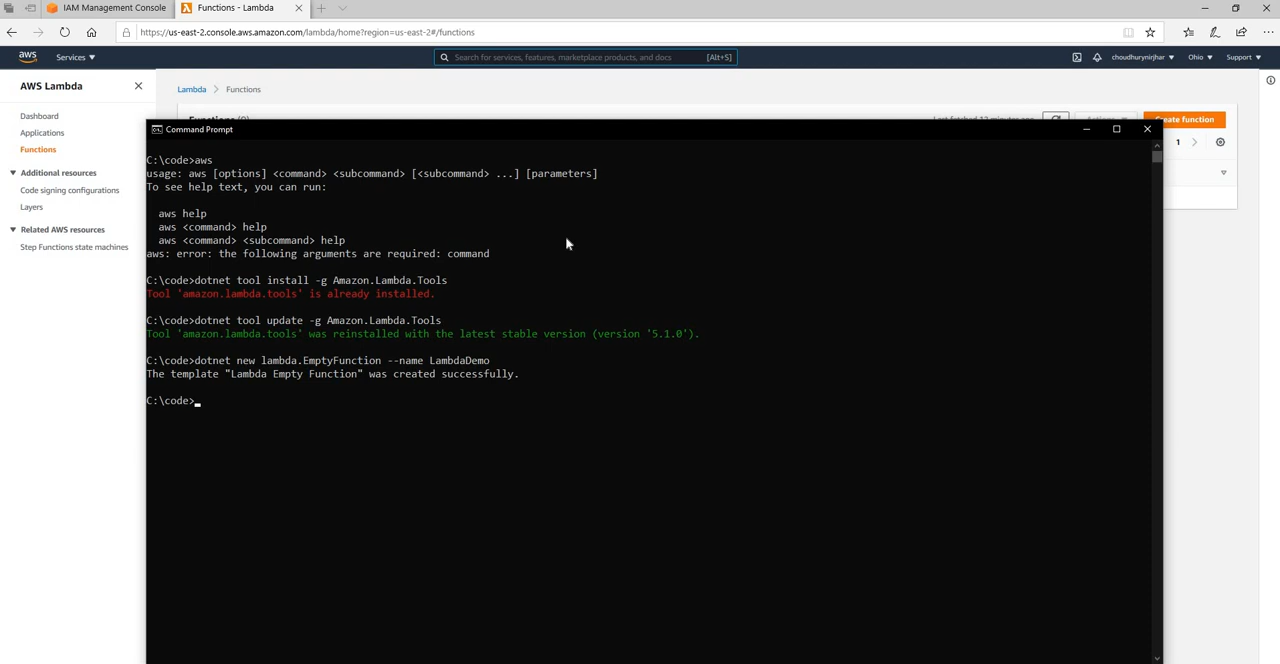 IAM Management Console
Functions - Lambda
https://us-east-2.console.aws.amazon.com/lambda/home?region=us-east-2#/functions
aws
Services
Search for services, features, marketplace products, and docs
[Alt+S]
choudhurynirjhar
Ohio
Support
AWS Lambda
Lambda
Functions
Dashboard
Applications
Functions
Additional resources
Code signing configurations
Layers
Related AWS resources
Step Functions state machines
Create function
1
Command Prompt
C:\code>aws
usage: aws [options] <command> <subcommand> [<subcommand> ...] [parameters]
To see help text, you can run:
aws help
aws <command> help
aws <command> <subcommand> help
aws: error: the following arguments are required: command
C:\code>dotnet tool install -g Amazon.Lambda.Tools
Tool 'amazon.lambda.tools' is already installed.
C:\code>dotnet tool update -g Amazon.Lambda.Tools
Tool 'amazon.lambda.tools' was reinstalled with the latest stable version (version '5.1.0').
C:\code>dotnet new lambda.EmptyFunction --name LambdaDemo
The template "Lambda Empty Function" was created successfully.
C:\code>